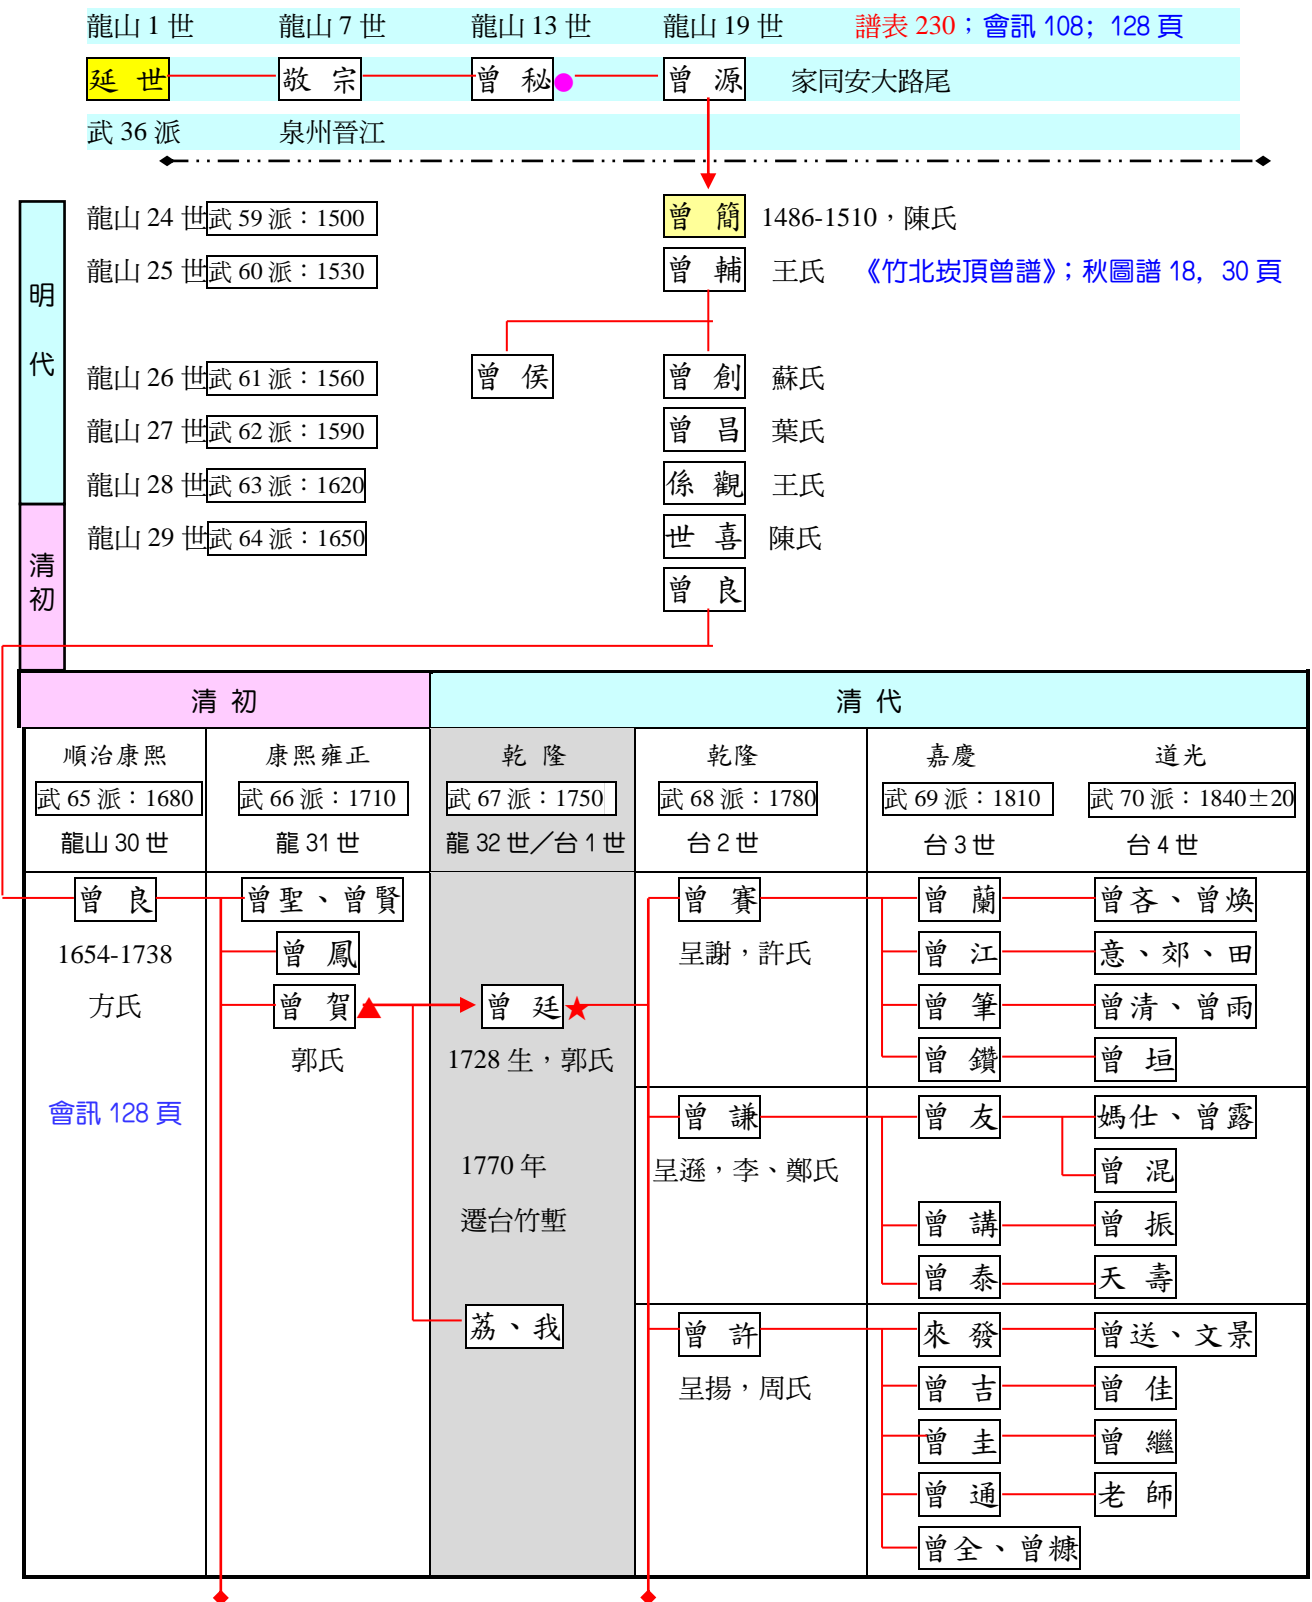 龍山 1 世 龍山 7 世 龍山 13 世 龍山 19 世 譜表 230；會訊 108；128 頁
延 世 敬 宗 曾 秘 曾 源 家同安大路尾
武 36 派 泉州晉江
龍山 24 世 武 59 派：1500 曾 簡 1486-1510，陳氏
龍山 25 世 武 60 派：1530 曾 輔 王氏 《竹北崁頂曾譜》；秋圖譜 18，30 頁
明
代
龍山 26 世 武 61 派：1560 曾 侯 曾 創 蘇氏
龍山 27 世 武 62 派：1590 曾 昌 葉氏
龍山 28 世 武 63 派：1620 係 觀 王氏
龍山 29 世 武 64 派：1650 世 喜 陳氏
清
初
曾 良
清 初 清 代
順治康熙 康熙雍正 乾 隆 乾隆 嘉慶 道光
武 65 派：1680 武 66 派：1710 武 67 派：1750 武 68 派：1780 武 69 派：1810 武 70 派：1840±20
龍山 30 世 龍 31 世 龍 32 世／台 1 世 台 2 世 台 3 世 台 4 世
曾 良 曾聖、曾賢 曾 賽 曾 蘭 曾吝、曾煥
1654-1738 曾 鳳 呈謝，許氏 曾 江 意、郊、田
方氏 曾 賀 曾 廷 曾 筆 曾清、曾雨
郭氏 1728 生，郭氏 曾 鑽 曾 垣
會訊 128 頁 曾 謙 曾 友 媽仕、曾露
1770 年 呈遜，李、鄭氏 曾 混
遷台竹塹 曾 講 曾 振
曾 泰 天 壽
荔、我 曾 許 來 發 曾送、文景
呈揚，周氏 曾 吉 曾 佳
曾 圭 曾 繼
曾 通 老 師
曾全、曾糠